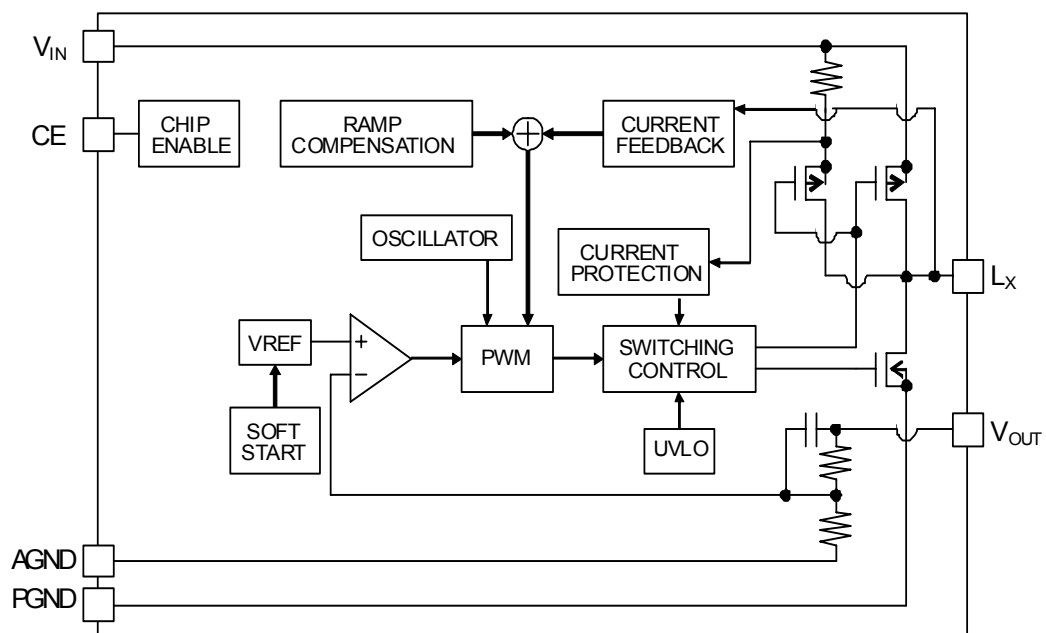 VIN
CE
CHIP
ENABLE
RAMP
COMPENSATION
CURRENT
FEEDBACK
OSCILLATOR
CURRENT
PROTECTION
LX
VREF
+
−
PWM
SWITCHING
CONTROL
SOFT
START
UVLO
VOUT
AGND
PGND